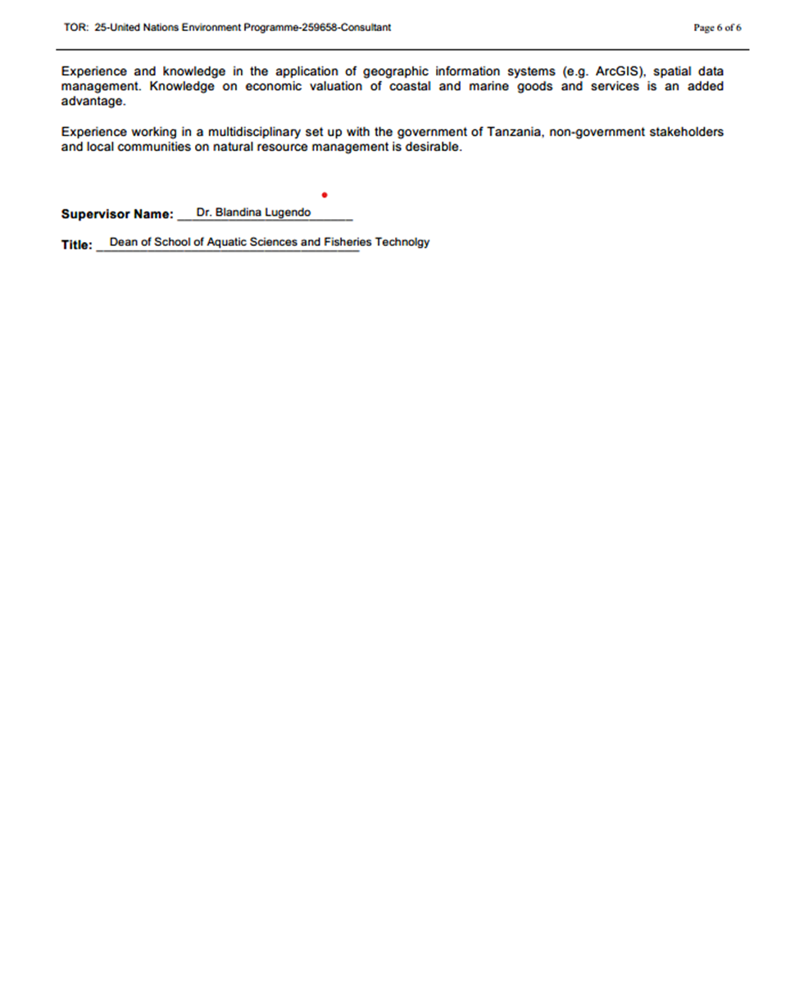 TOR: 25-United Nations Environment Programme-259658-Consultant Page 6 of 6
Experience and knowledge in the application of geographic information systems (e.g. ArcGIS), spatial data
management. Knowledge on economic valuation of coastal and marine goods and services is an added
advantage.
Experience working in a multidisciplinary set up with the government of Tanzania, non-government stakeholders
and local communities on natural resource management is desirable.
Supervisor Name: Dr. Blandina Lugendo
Title: Dean of School of Aquatic Sciences and Fisheries Technolgy